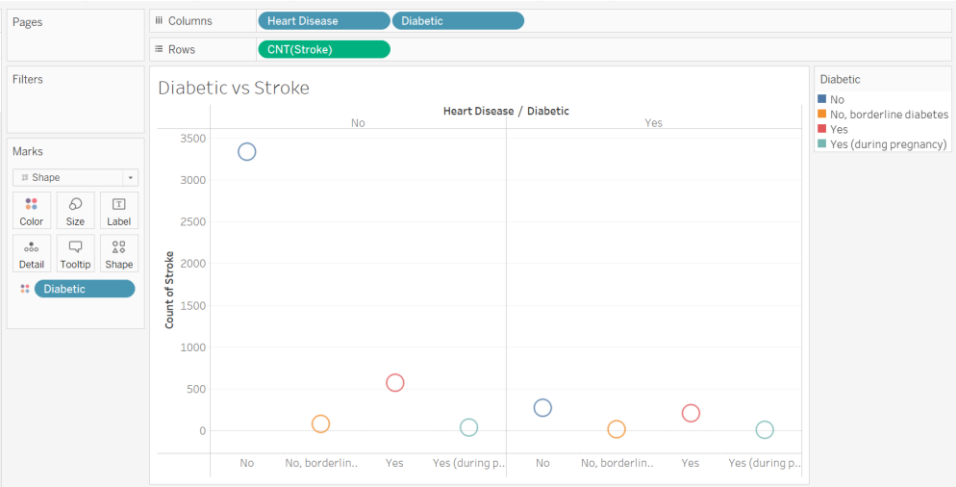 Pages
iii Columns
Heart Disease
Diabetic
Rows
CNT(Stroke)
Filters
Marks
Shape
Color
Size
Label
Detail
Tooltip
Shape
Diabetic
Diabetic vs Stroke
Heart Disease / Diabetic
No
Yes
Count of Stroke
3500
3000
2500
2000
1500
1000
500
0
No
No, borderlin..
Yes
Yes (during p..
No
No, borderlin..
Yes
Yes (during p..
Diabetic
No
No, borderline diabetes
Yes
Yes (during pregnancy)